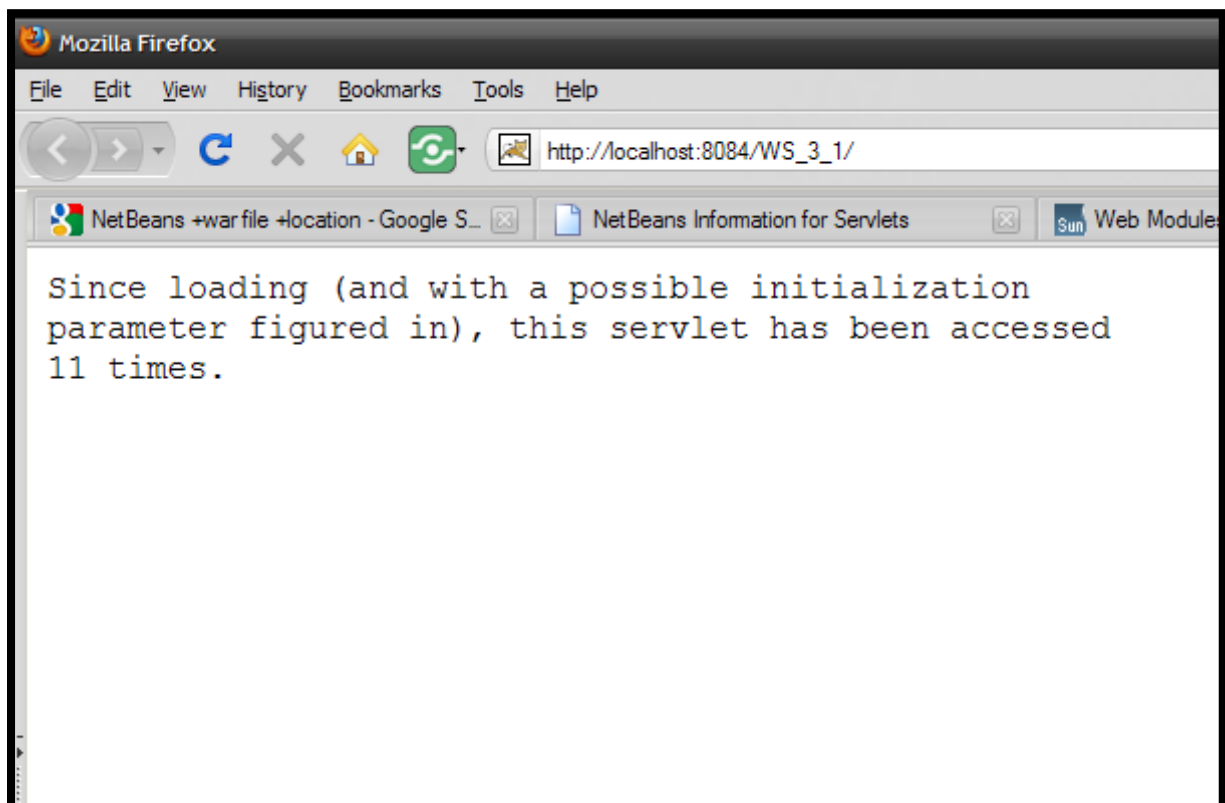 Mozilla Firefox
File Edit View History Bookmarks Tools Help
http://localhost:8084/WS_3_1/
NetBeans +war file +location - Google S... NetBeans Information for Servlets Sun Web Modules
Since loading (and with a possible initialization
parameter figured in), this servlet has been accessed
11 times.